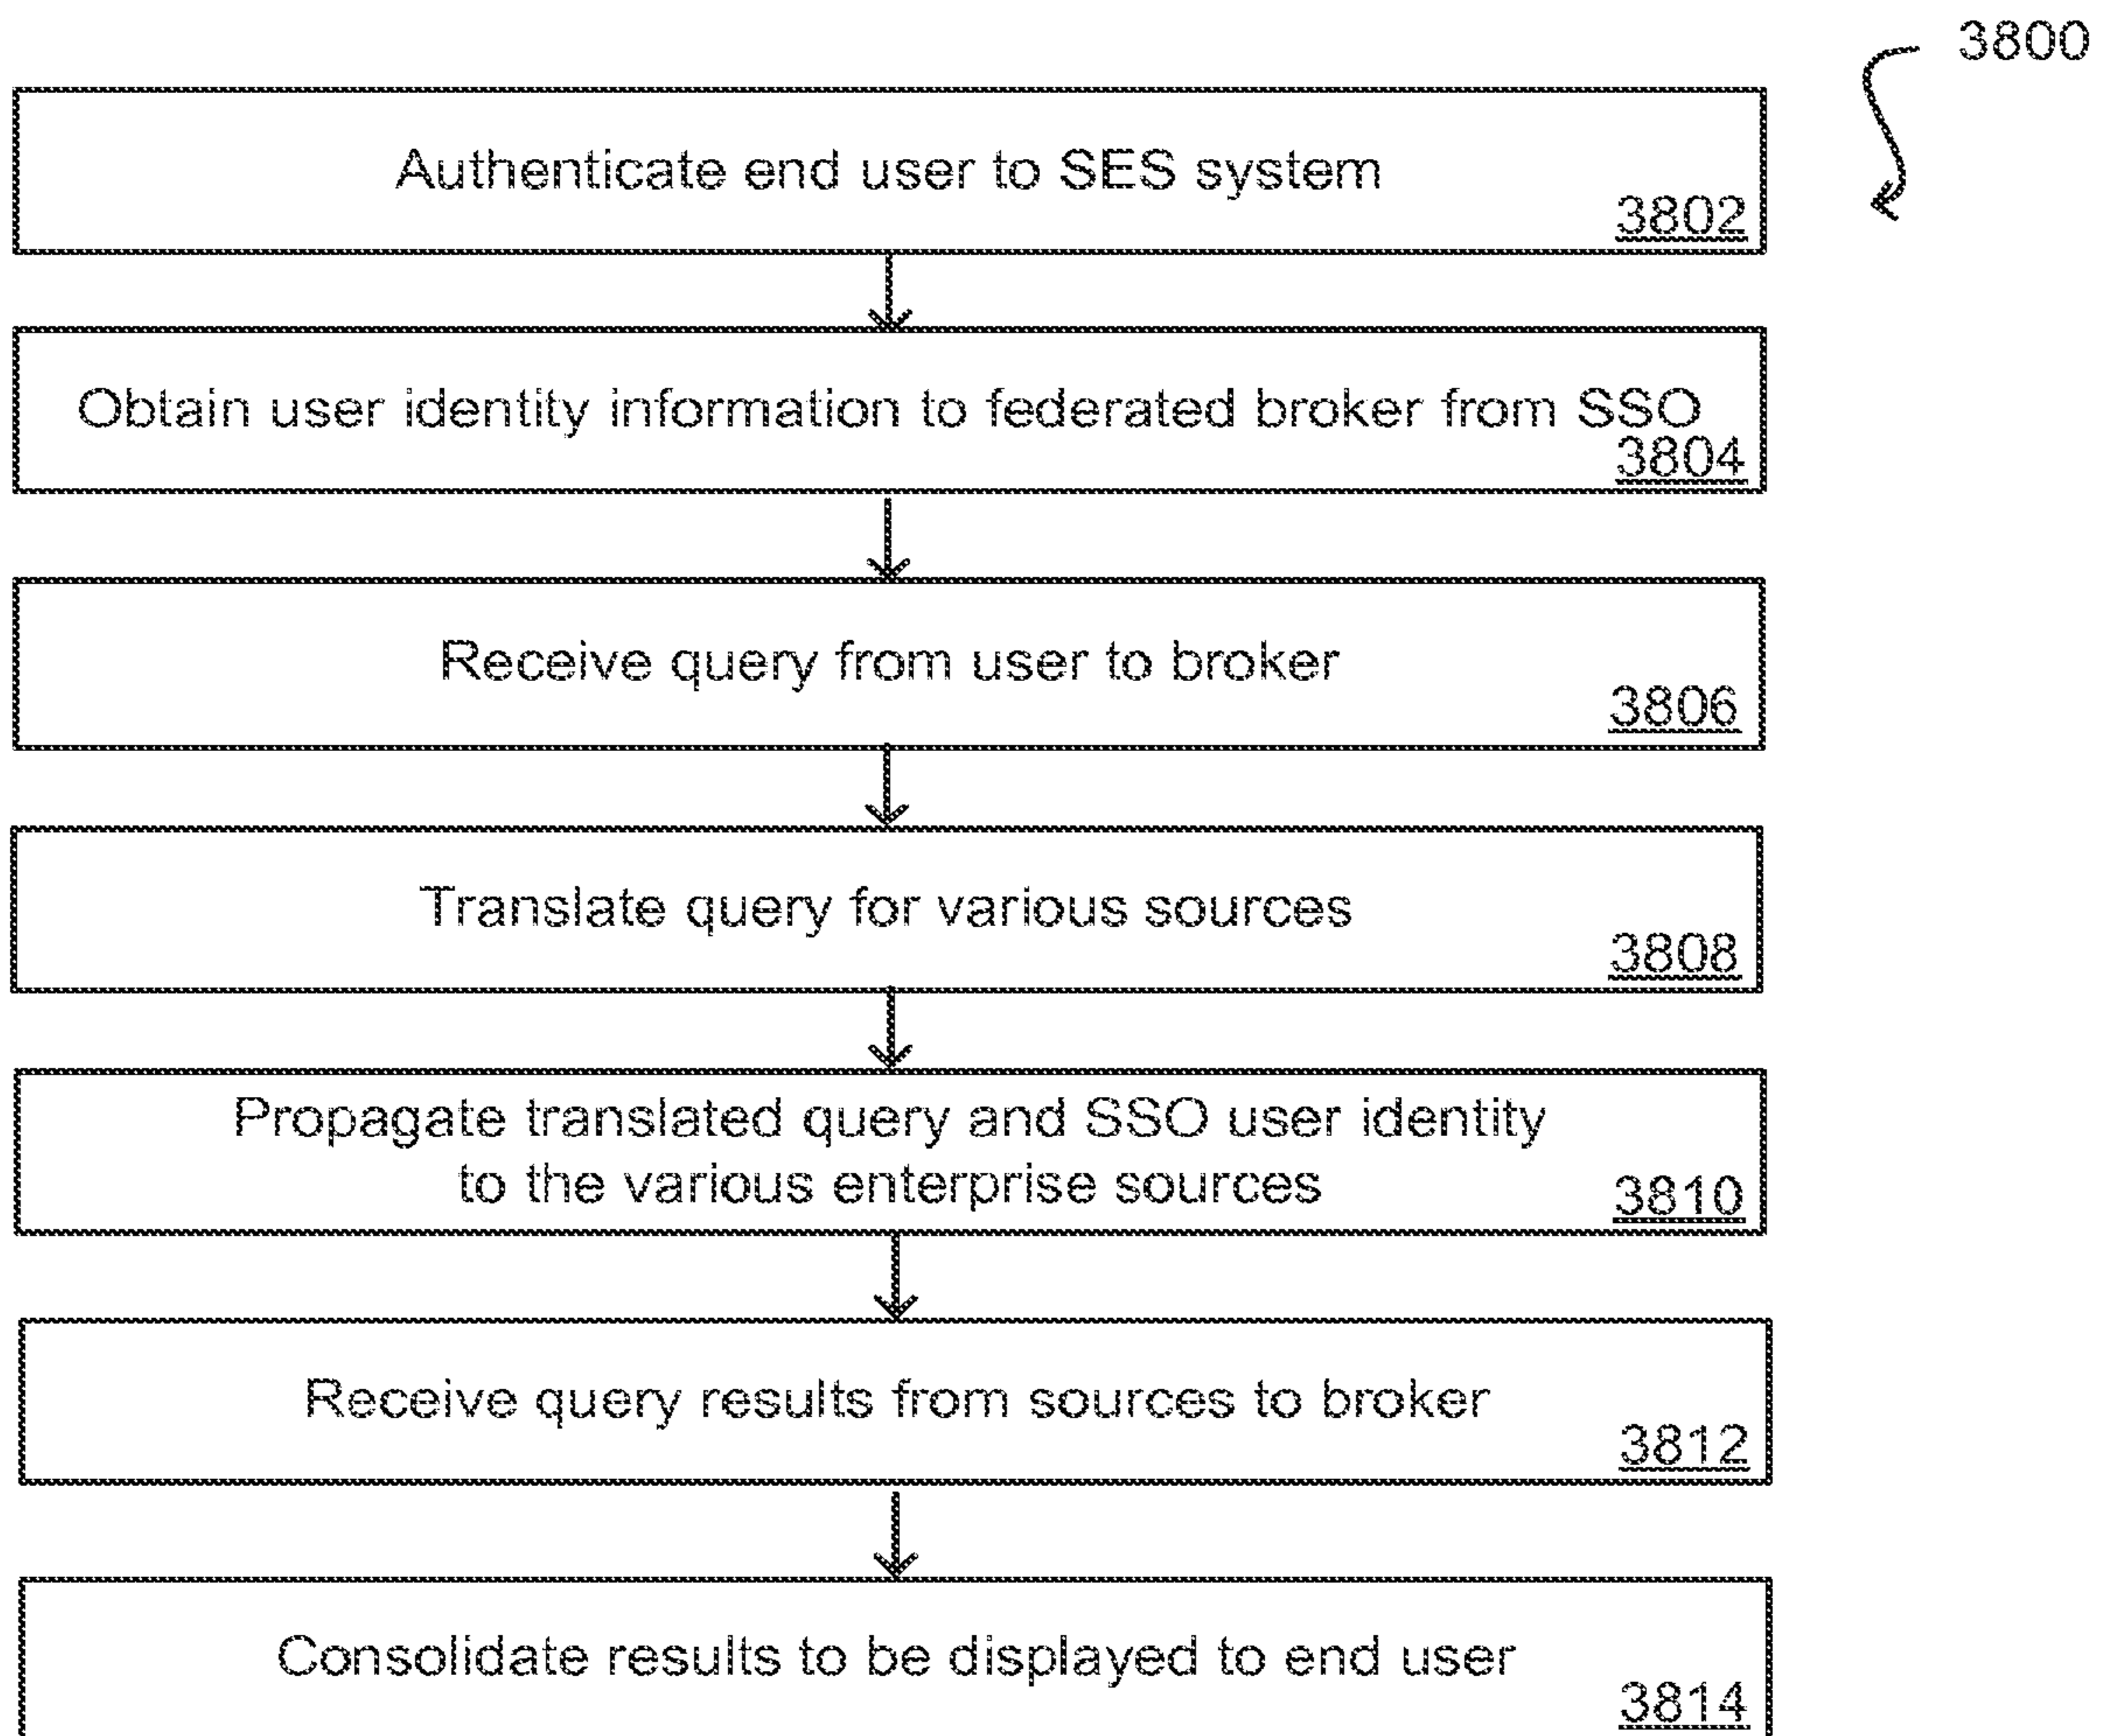 3800
Authenticate end user to SES system
3802
Obtain user identity information to federated broker from SSO
3804
Receive query from user to broker
3806
Translate query for various sources
3808
Propagate translated query and SSO user identity
to the various enterprise sources
3810
Receive query results from sources to broker
3812
Consolidate results to be displayed to end user
3814